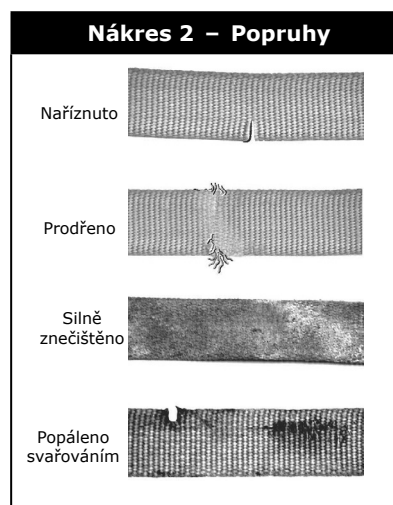 Nákres 2 – Popruhy
Naříznuto
Prodřeno
Silně
znečištěno
Popáleno
svařováním